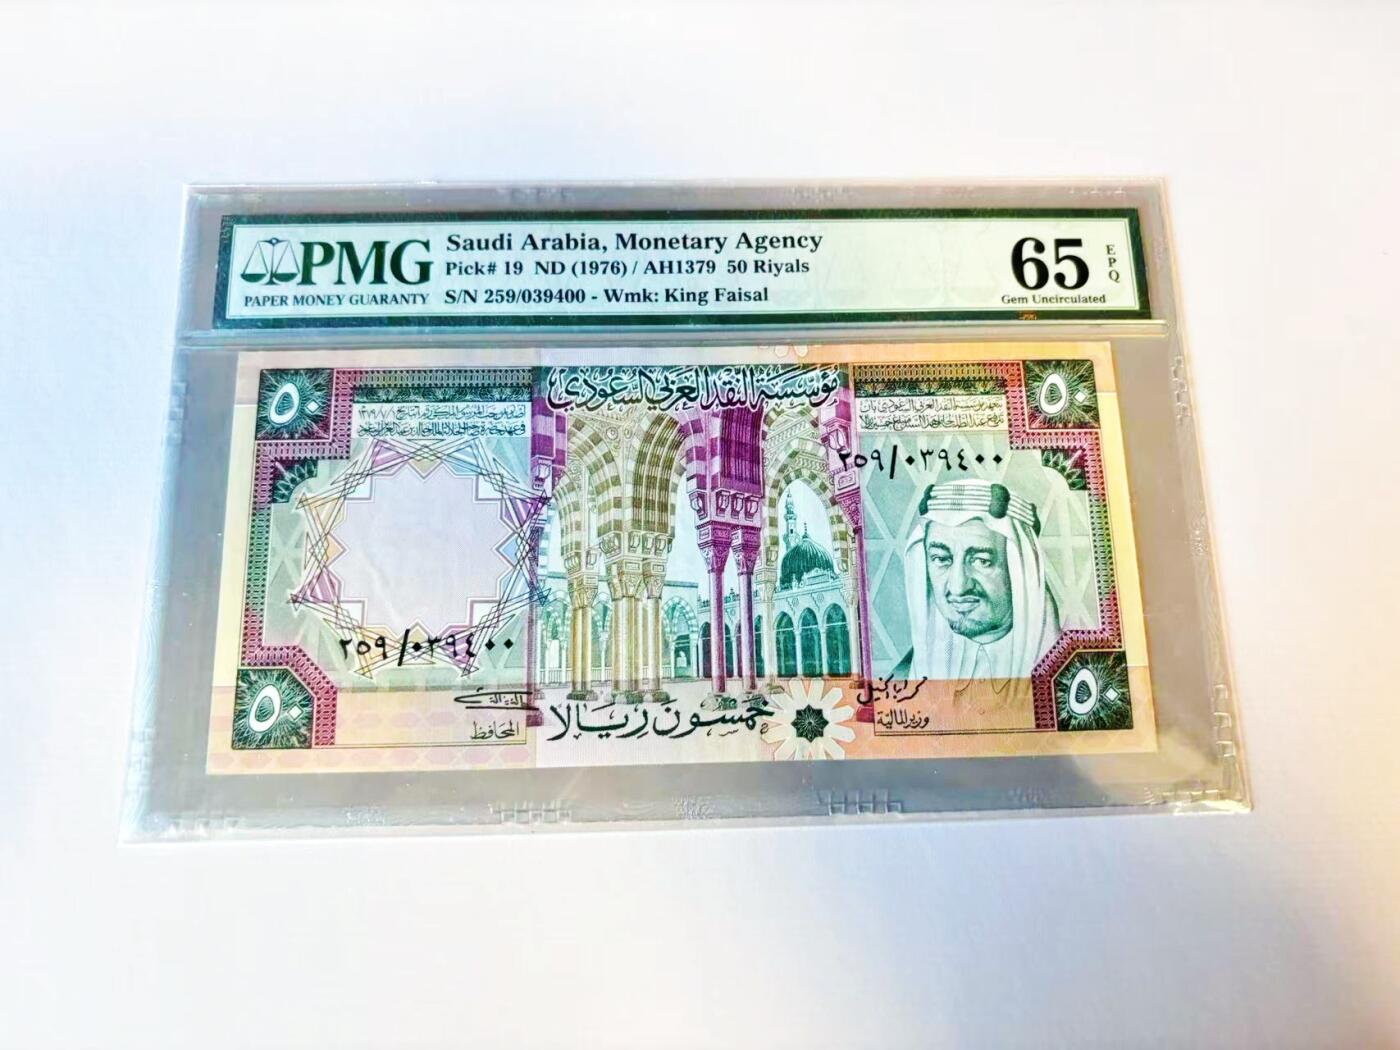 PMG
PAPER MONEY GUARANTY
Saudi Arabia, Monetary Agency
Pick# 19 ND (1976) / AH1379 50 Riyals
S/N 259/039400 - Wmk: King Faisal
65
EPQ
Gem Uncirculated
مؤسسة النقد العربي السعودي
٥٠
٥٠
٢٥٩/٠٣٩٤٠٠
٢٥٩/٠٣٩٤٠٠
خمسون ريالا
وزير المالية
المحافظ
٥٠
٥٠